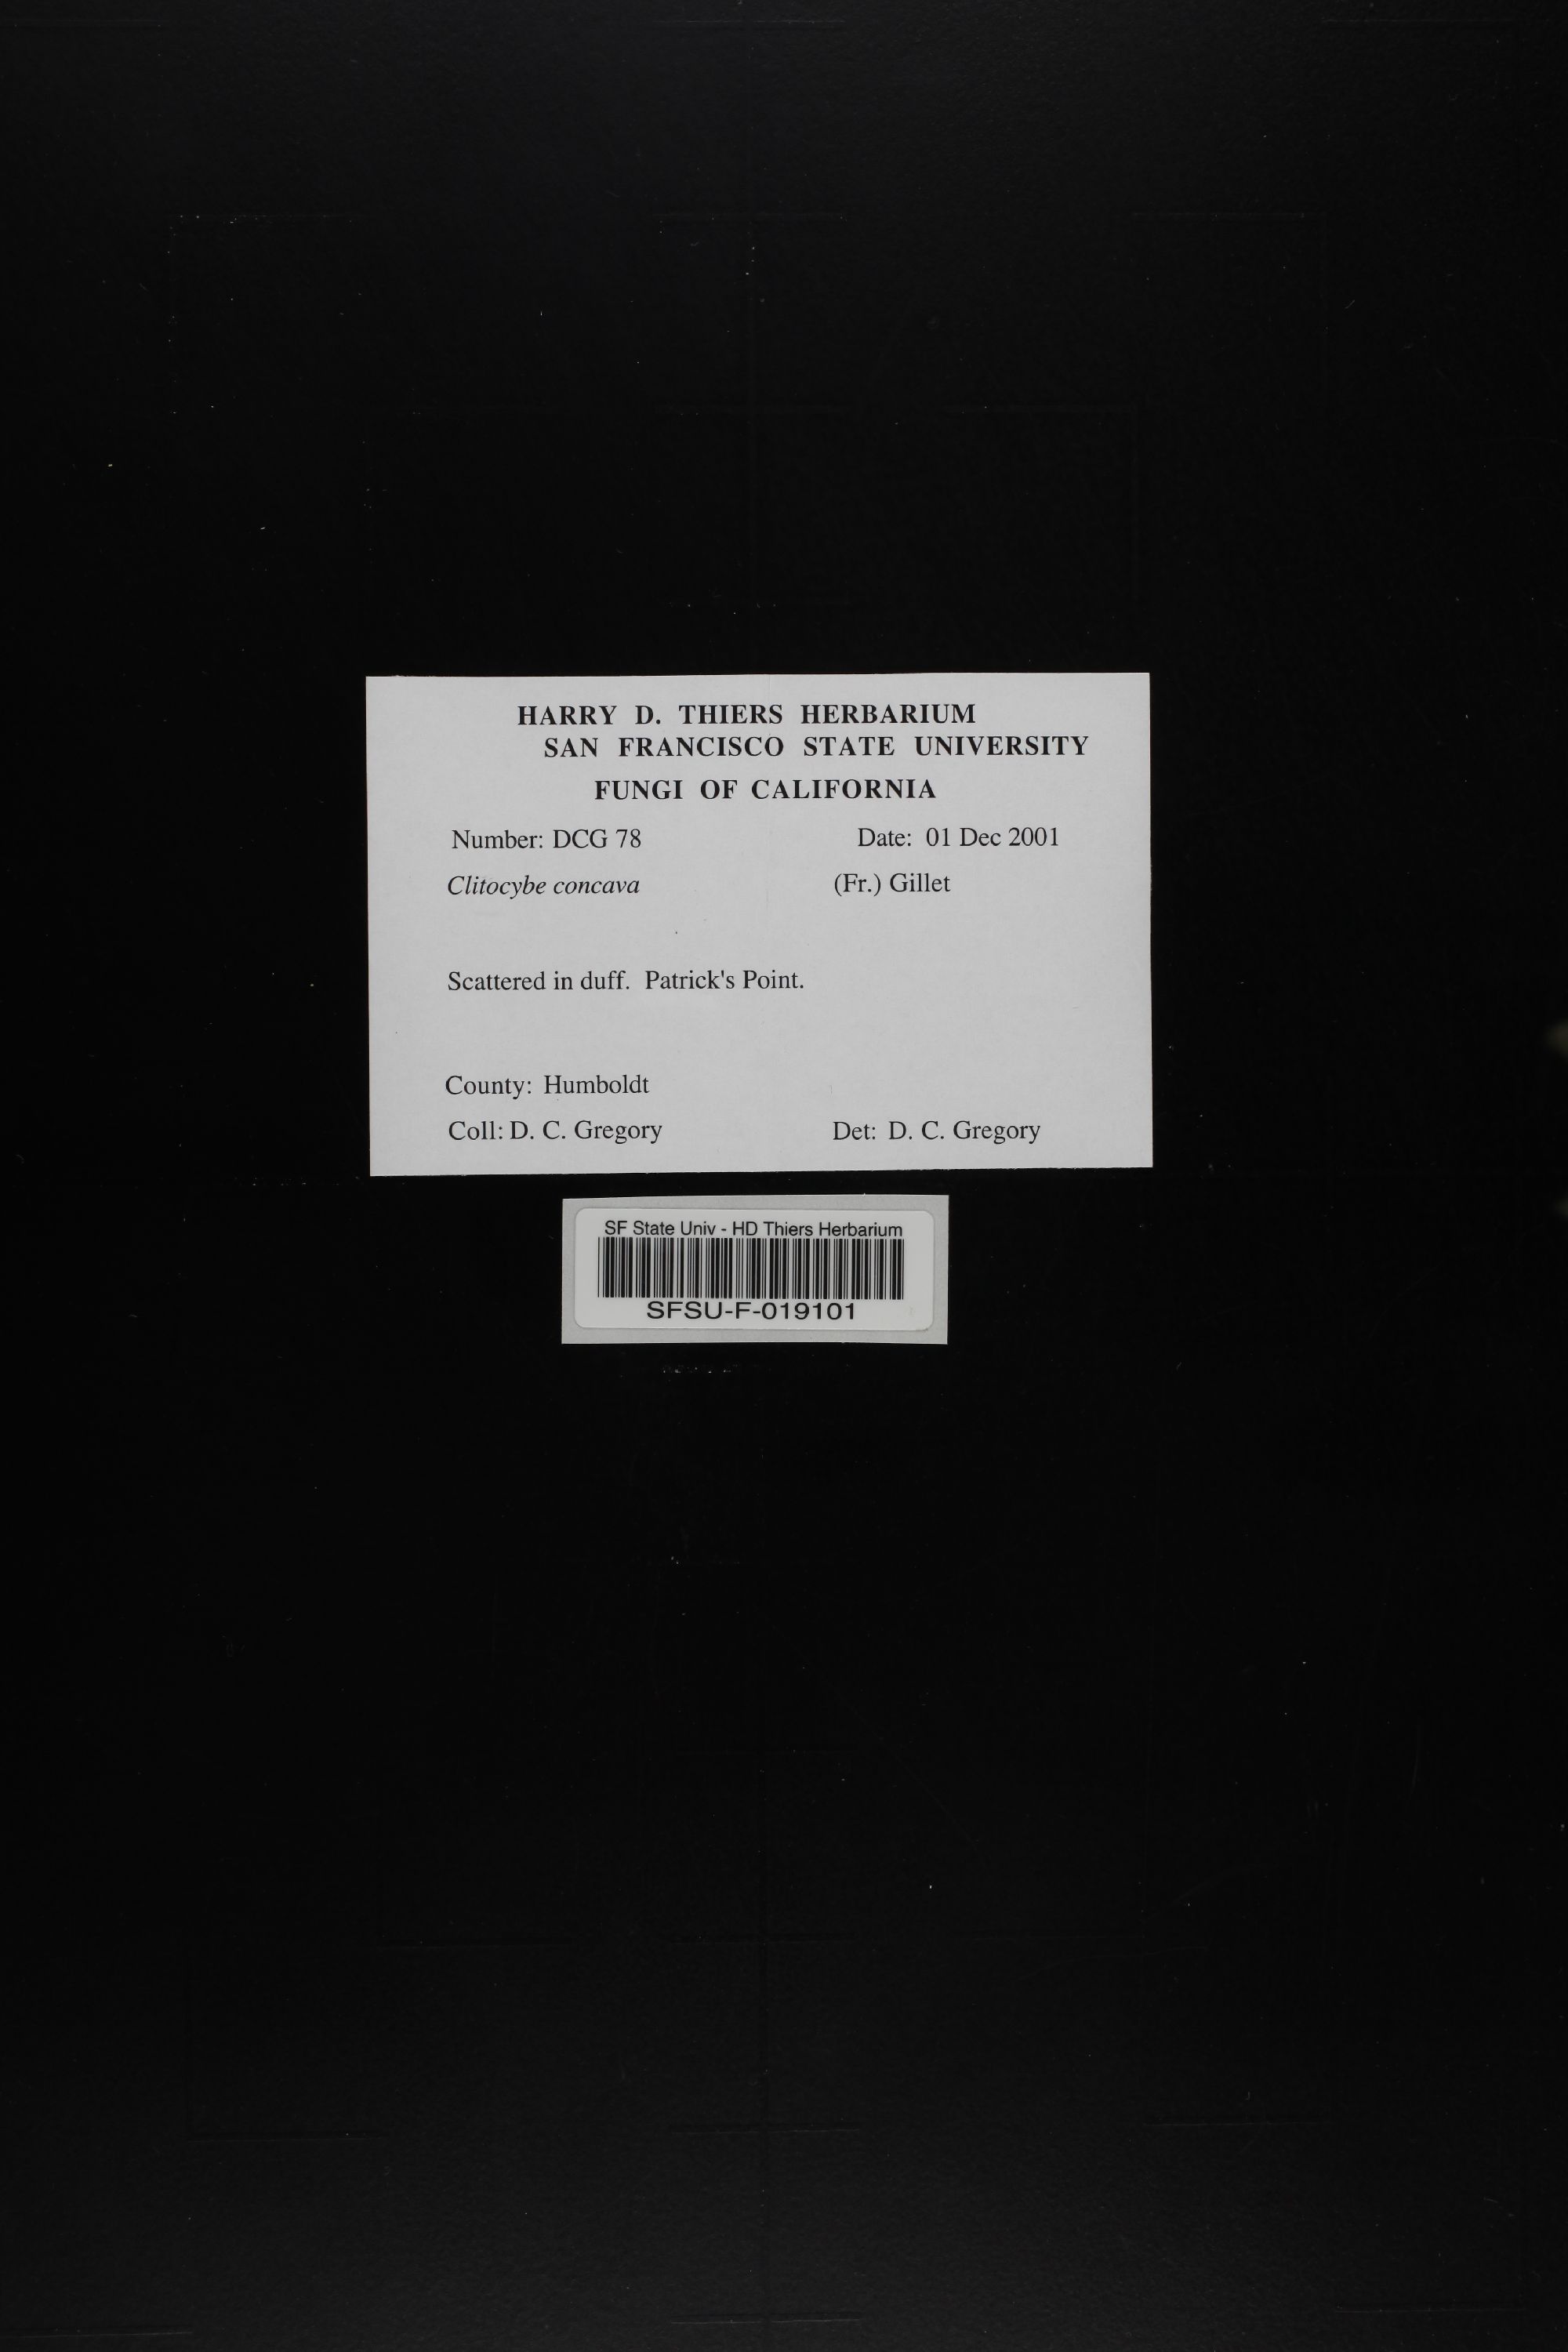 HARRY D. THIERS HERBARIUM
SAN FRANCISCO STATE UNIVERSITY
FUNGI OF CALIFORNIA
Number: DCG 78 Date: 01 Dec 2001
Clitocybe concava (Fr.) Gillet
Scattered in duff. Patrick's Point.
County: Humboldt
Coll: D. C. Gregory Det: D. C. Gregory
SF State Univ - HD Thiers Herbarium
SFSU-F-019101